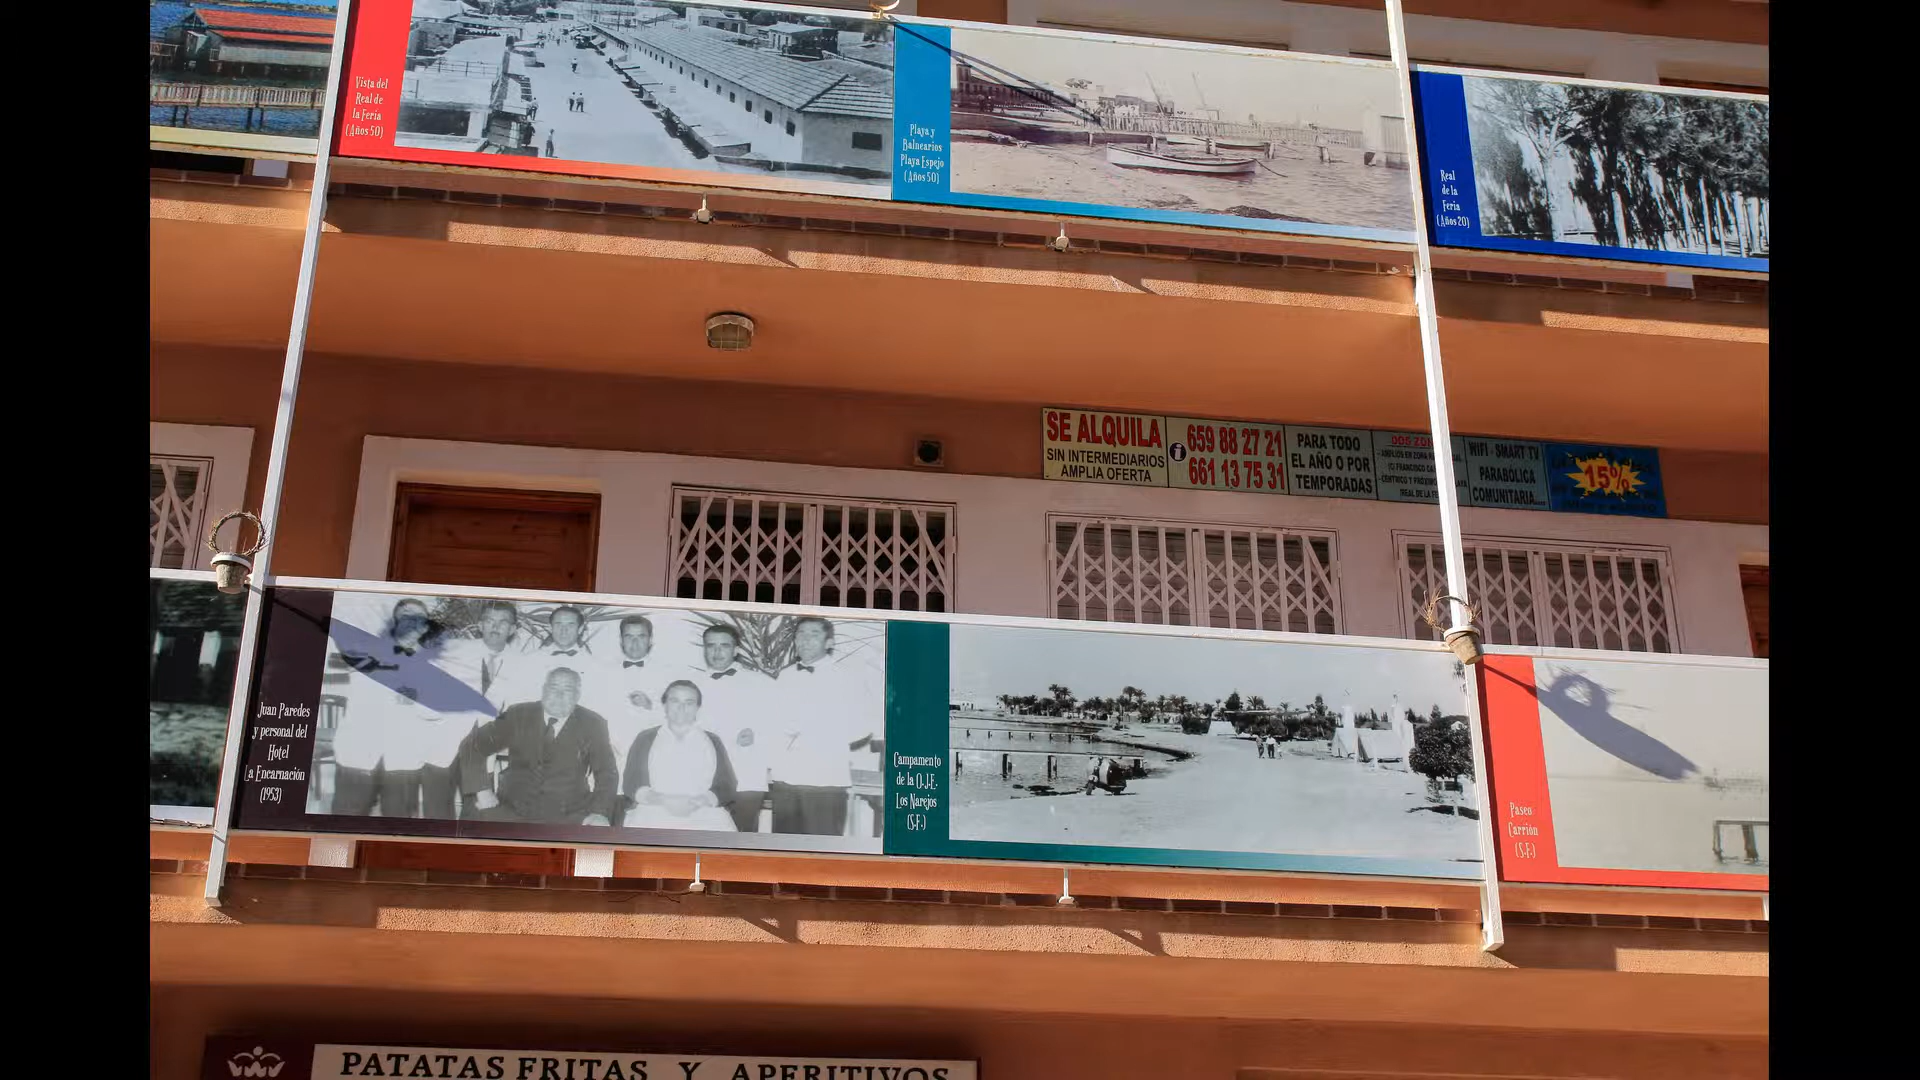 Vista del
Real de
la Feria
(Años 50)
Playa y
Balnearios
Playa Espejo
(Años 50)
Real
de la
Feria
(Años 20)
SE ALQUILA
SIN INTERMEDIARIOS
AMPLIA OFERTA
i
659 88 27 21
661 13 75 31
PARA TODO
EL AÑO O POR
TEMPORADAS
WIFI - SMART TV
PARABÓLICA
COMUNITARIA...
15%
Juan Paredes
y personal del
Hotel
La Encarnación
(1953)
Campamento
de la O.J.E.
Los Narejos
(S.F.)
Paseo
Carrión
(S.F.)
PATATAS FRITAS Y APERITIVOS